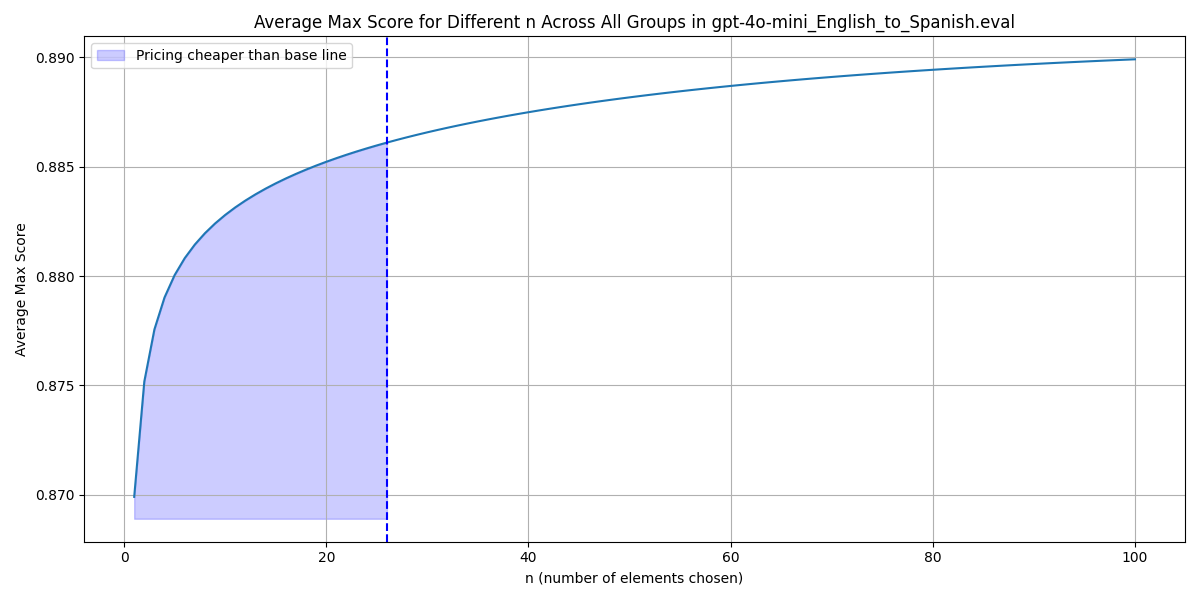 Average Max Score for Different n Across All Groups in gpt-4o-mini_English_to_Spanish.eval
Pricing cheaper than base line
0.890
0.885
0.880
0.875
0.870
Average Max Score
0 20 40 60 80 100
n (number of elements chosen)